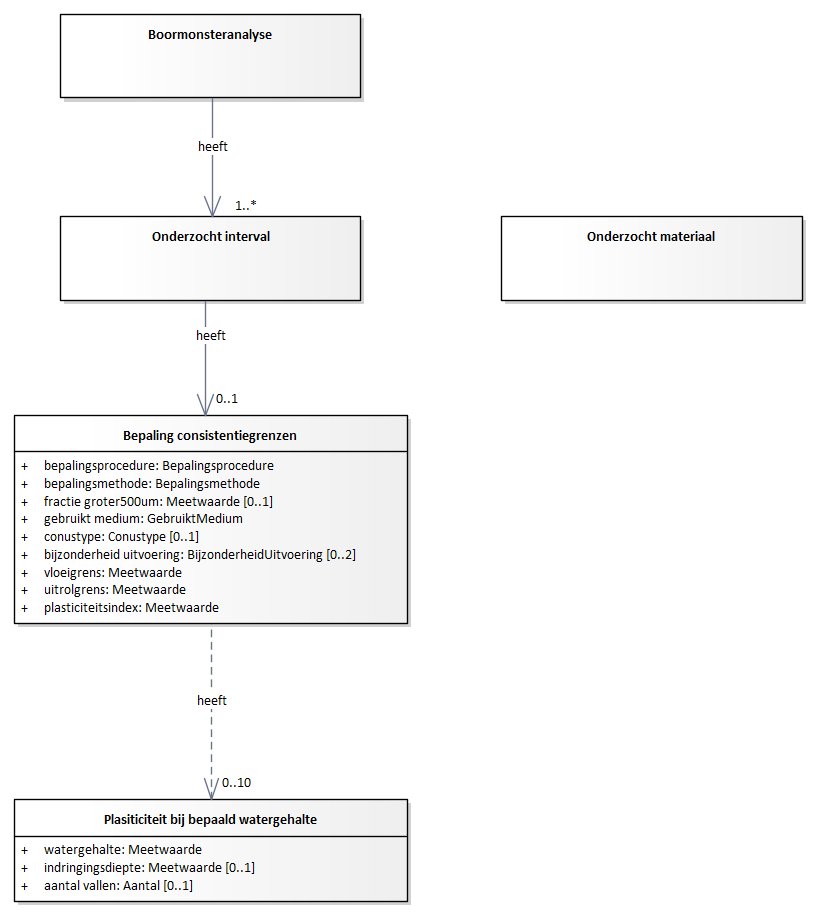 Boormonsteranalyse
heeft
1..*
Onderzocht interval
Onderzocht materiaal
heeft
0..1
Bepaling consistentiegrenzen
+ bepalingsprocedure: Bepalingsprocedure
+ bepalingsmethode: Bepalingsmethode
+ fractie groter500um: Meetwaarde [0..1]
+ gebruikt medium: GebruiktMedium
+ conustype: Conustype [0..1]
+ bijzonderheid uitvoering: BijzonderheidUitvoering [0..2]
+ vloeigrens: Meetwaarde
+ uitrolgrens: Meetwaarde
+ plasticiteitsindex: Meetwaarde
heeft
0..10
Plasiticiteit bij bepaald watergehalte
+ watergehalte: Meetwaarde
+ indringingsdiepte: Meetwaarde [0..1]
+ aantal vallen: Aantal [0..1]